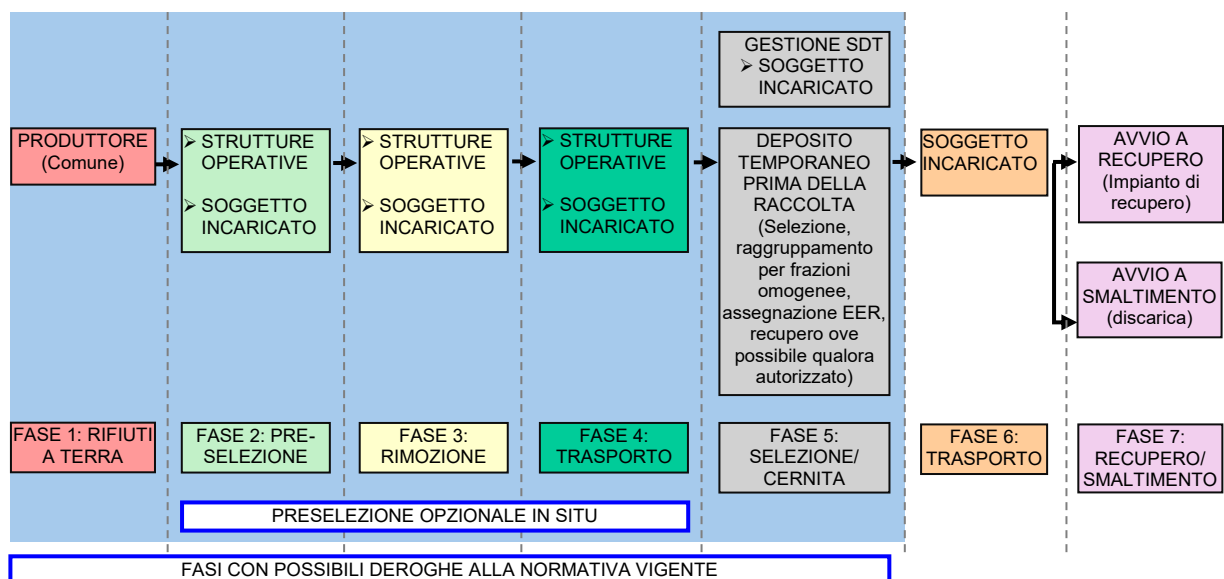 GESTIONE SDT
➢ SOGGETTO
INCARICATO
PRODUTTORE
(Comune)
➢ STRUTTURE
OPERATIVE
➢ SOGGETTO
INCARICATO
➢ STRUTTURE
OPERATIVE
➢ SOGGETTO
INCARICATO
➢ STRUTTURE
OPERATIVE
➢ SOGGETTO
INCARICATO
DEPOSITO
TEMPORANEO
PRIMA DELLA
RACCOLTA
(Selezione,
raggruppamento
per frazioni
omogenee,
assegnazione EER,
recupero ove
possibile qualora
autorizzato)
SOGGETTO
INCARICATO
AVVIO A
RECUPERO
(Impianto di
recupero)
AVVIO A
SMALTIMENTO
(discarica)
FASE 1: RIFIUTI
A TERRA
FASE 2: PRE-
SELEZIONE
FASE 3:
RIMOZIONE
FASE 4:
TRASPORTO
FASE 5:
SELEZIONE/
CERNITA
FASE 6:
TRASPORTO
FASE 7:
RECUPERO/
SMALTIMENTO
PRESELEZIONE OPZIONALE IN SITU
FASI CON POSSIBILI DEROGHE ALLA NORMATIVA VIGENTE